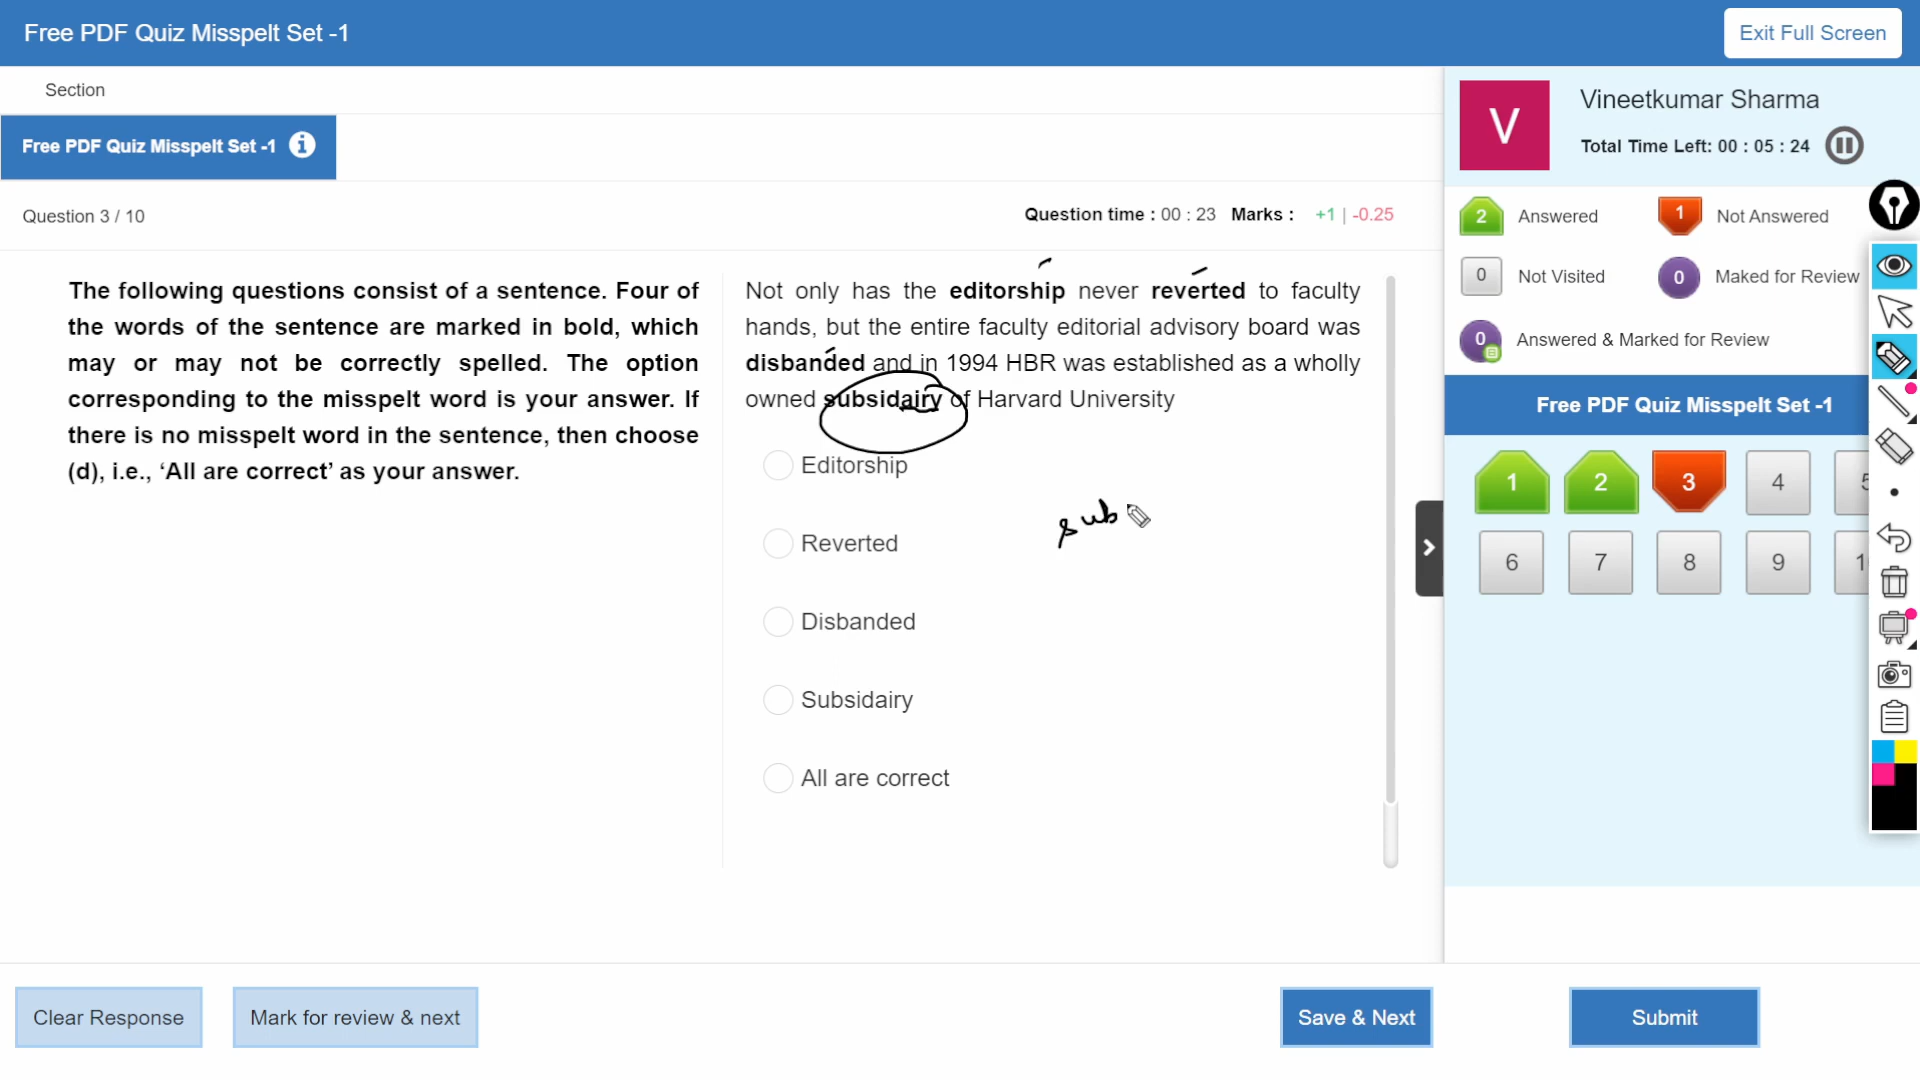 Free PDF Quiz Misspelt Set -1
Exit Full Screen
Section
Free PDF Quiz Misspelt Set -1
Question 3 / 10
Question time : 00 : 23 Marks : +1 | -0.25
The following questions consist of a sentence. Four of
the words of the sentence are marked in bold, which
may or may not be correctly spelled. The option
corresponding to the misspelt word is your answer. If
there is no misspelt word in the sentence, then choose
(d), i.e., ‘All are correct’ as your answer.
Not only has the editorship never reverted to faculty
hands, but the entire faculty editorial advisory board was
disbanded and in 1994 HBR was established as a wholly
owned subsidairy of Harvard University
Editorship
Reverted
Disbanded
Subsidairy
All are correct
sub
V
Vineetkumar Sharma
Total Time Left: 00 : 05 : 24
2 Answered
1 Not Answered
0 Not Visited
0 Maked for Review
0 Answered & Marked for Review
Free PDF Quiz Misspelt Set -1
1 2 3 4 5
6 7 8 9
Clear Response
Mark for review & next
Save & Next
Submit